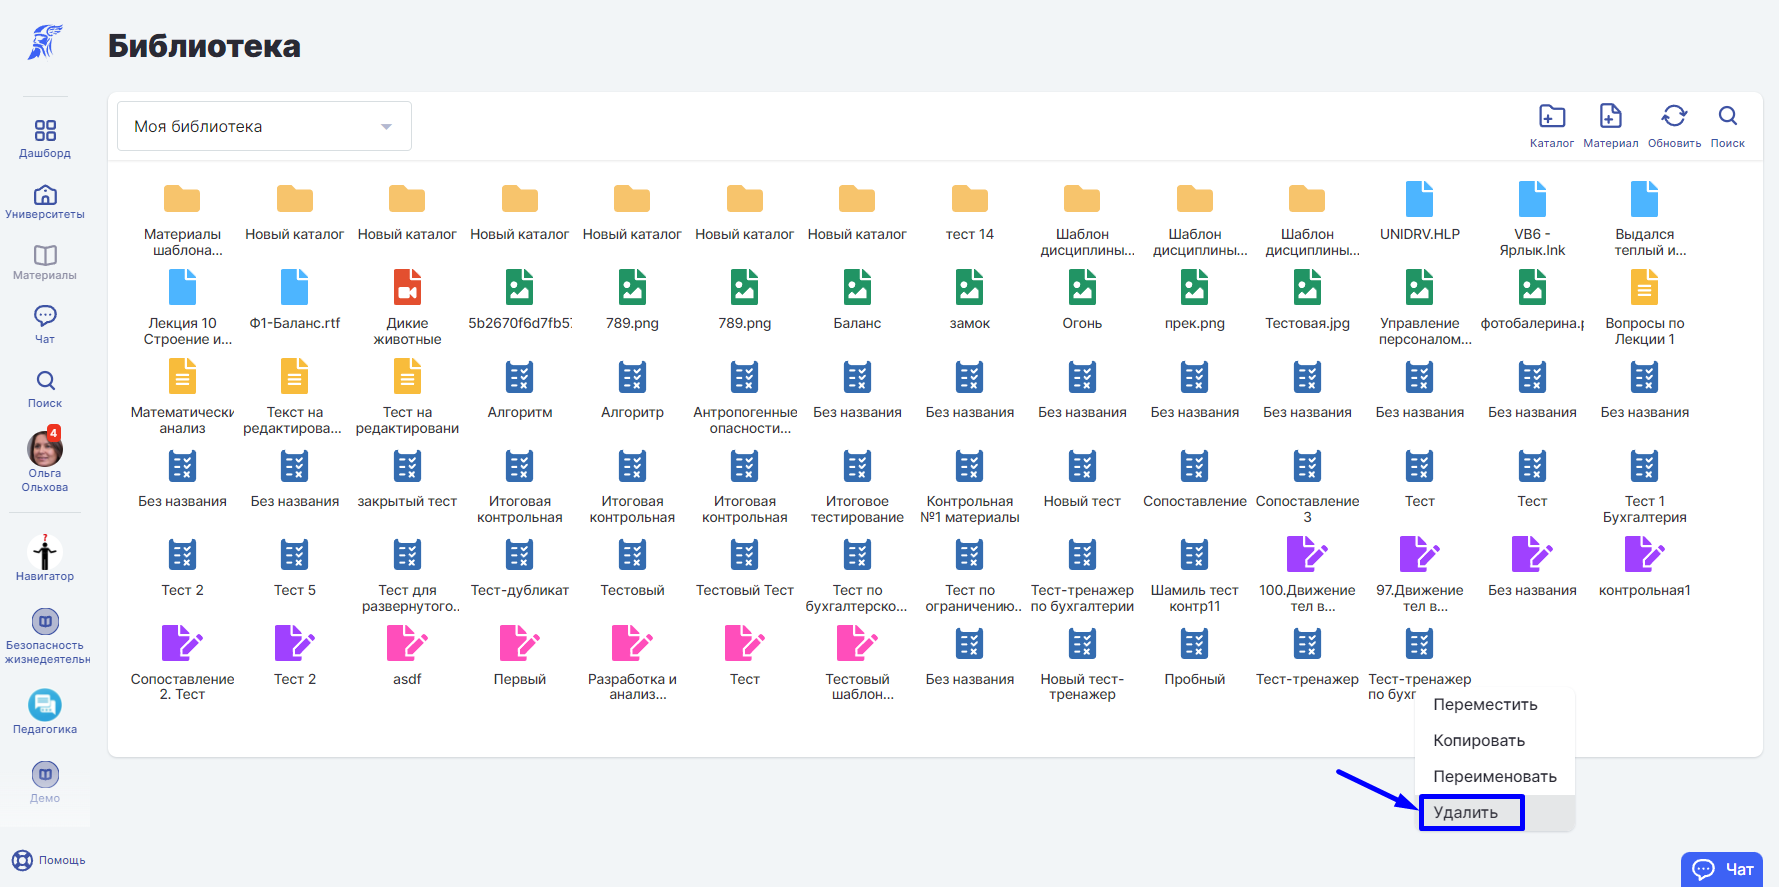 Библиотека
Моя библиотека
Каталог
Материал
Обновить
Поиск
Дашборд
Университеты
Материалы
Чат
Поиск
4
Ольга
Ольхова
?
Навигатор
Безопасность
жизнедеятельн
Педагогика
Демо
Помощь
Материалы
шаблона...
Новый каталог
Новый каталог
Новый каталог
Новый каталог
Новый каталог
Новый каталог
тест 14
Шаблон
дисциплины...
Шаблон
дисциплины...
Шаблон
дисциплины...
UNIDRV.HLP
VB6 -
Ярлык.lnk
Выдался
теплый и...
Лекция 10
Строение и...
Ф1-Баланс.rtf
Дикие
животные
5b2670f6d7fb5
789.png
789.png
Баланс
замок
Огонь
прек.png
Тестовая.jpg
Управление
персоналом...
фотобалерина.p
Вопросы по
Лекции 1
Математически
анализ
Текст на
редактирова...
Тест на
редактировани
Алгоритм
Алгоритр
Антропогенные
опасности...
Без названия
Без названия
Без названия
Без названия
Без названия
Без названия
Без названия
Без названия
Без названия
Без названия
закрытый тест
Итоговая
контрольная
Итоговая
контрольная
Итоговая
контрольная
Итоговое
тестирование
Контрольная
№1 материалы
Новый тест
Сопоставление
Сопоставление
3
Тест
Тест
Тест 1
Бухгалтерия
Тест 2
Тест 5
Тест для
развернутого..
Тест-дубликат
Тестовый
Тестовый Тест
Тест по
бухгалтерско...
Тест по
ограничению..
Тест-тренажер
по бухгалтерии
Шамиль тест
контр11
100.Движение
тел в...
97.Движение
тел в...
Без названия
контрольная1
Сопоставление
2. Тест
Тест 2
asdf
Первый
Разработка и
анализ...
Тест
Тестовый
шаблон...
Без названия
Новый тест-
тренажер
Пробный
Тест-тренажер
Тест-тренажер
по бухг
Переместить
Копировать
Переименовать
Удалить
Чат